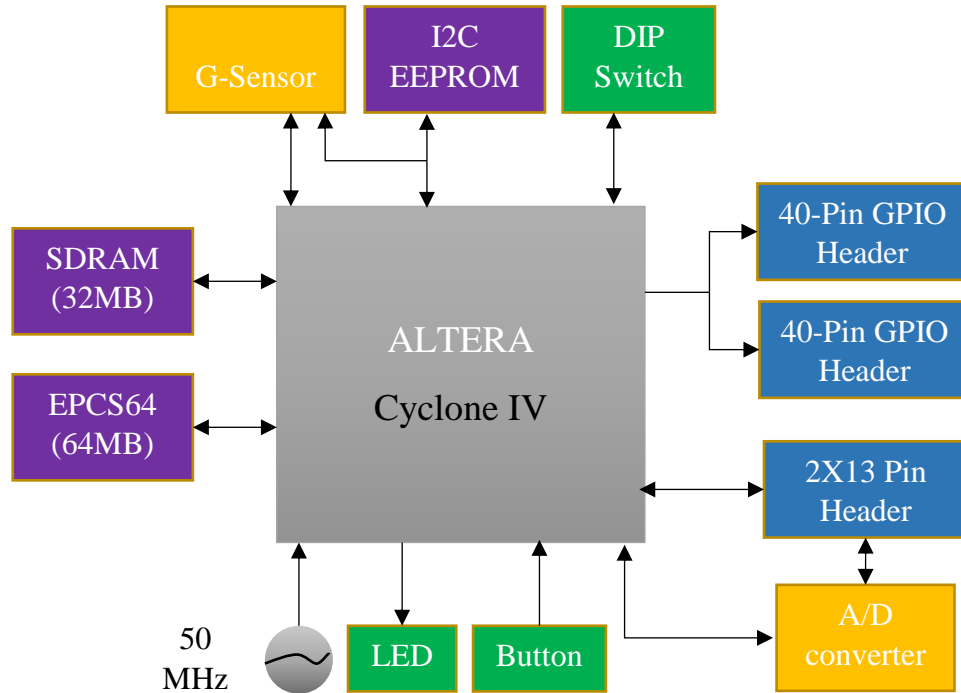 G-Sensor
I2C
EEPROM
DIP
Switch
40-Pin GPIO
Header
SDRAM
(32MB)
40-Pin GPIO
Header
ALTERA
Cyclone IV
EPCS64
(64MB)
2X13 Pin
Header
50
MHz
LED
Button
A/D
converter